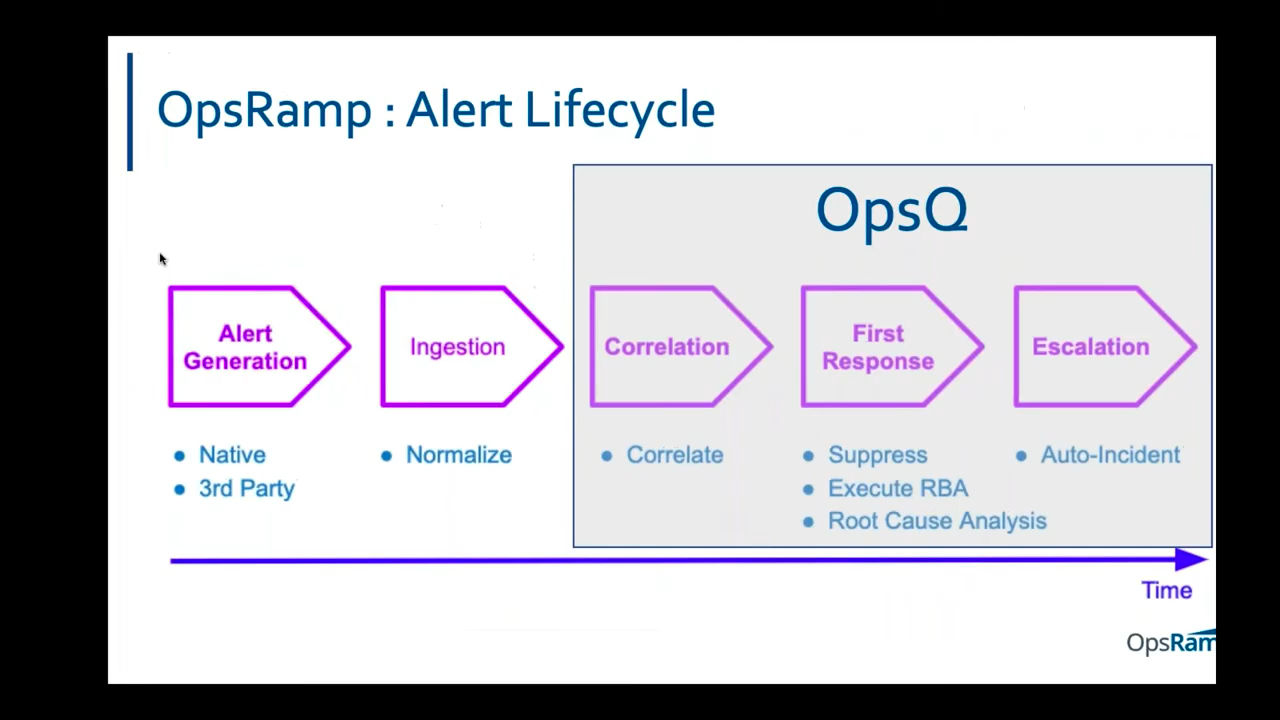 OpsRamp : Alert Lifecycle
OpsQ
Alert
Generation
Ingestion
Correlation
First
Response
Escalation
• Native
• 3rd Party
• Normalize
• Correlate
• Suppress
• Execute RBA
• Root Cause Analysis
• Auto-Incident
Time
OpsRam